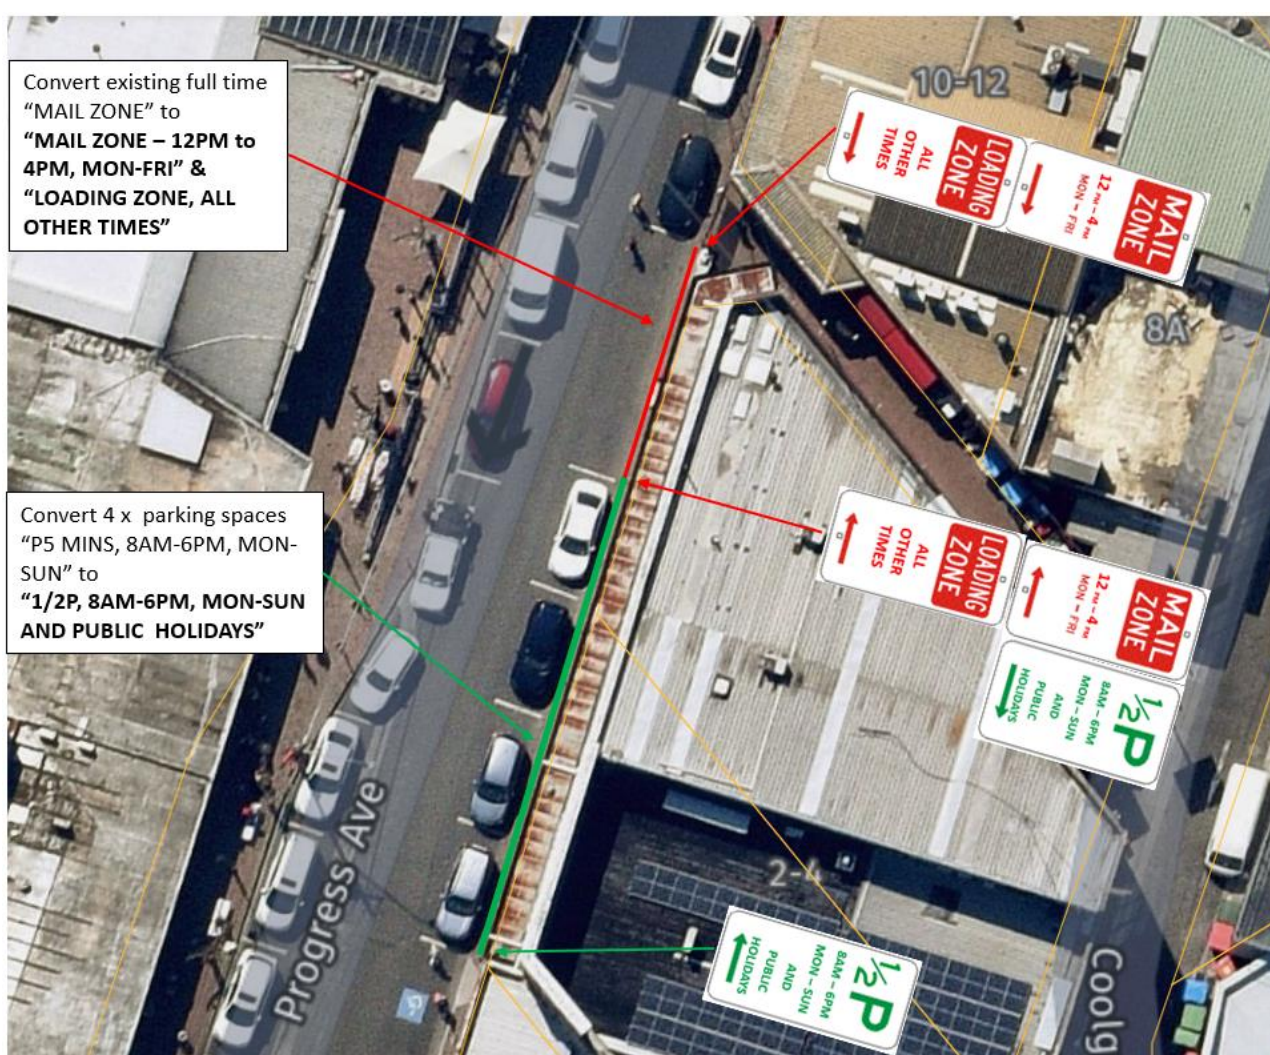 Convert existing full time
“MAIL ZONE” to
“MAIL ZONE – 12PM to
4PM, MON-FRI” &
“LOADING ZONE, ALL
OTHER TIMES”
10-12
MAIL
ZONE
12 PM – 4 PM
MON – FRI
LOADING
ZONE
ALL
OTHER
TIMES
8A
Convert 4 x parking spaces
“P5 MINS, 8AM-6PM, MON-
SUN” to
“1/2P, 8AM-6PM, MON-SUN
AND PUBLIC HOLIDAYS”
MAIL
ZONE
12 PM – 4 PM
MON – FRI
LOADING
ZONE
ALL
OTHER
TIMES
½P
8AM – 6PM
MON – SUN
AND
PUBLIC
HOLIDAYS
Progress Ave
2-4
½P
8AM – 6PM
MON – SUN
AND
PUBLIC
HOLIDAYS
Coolg